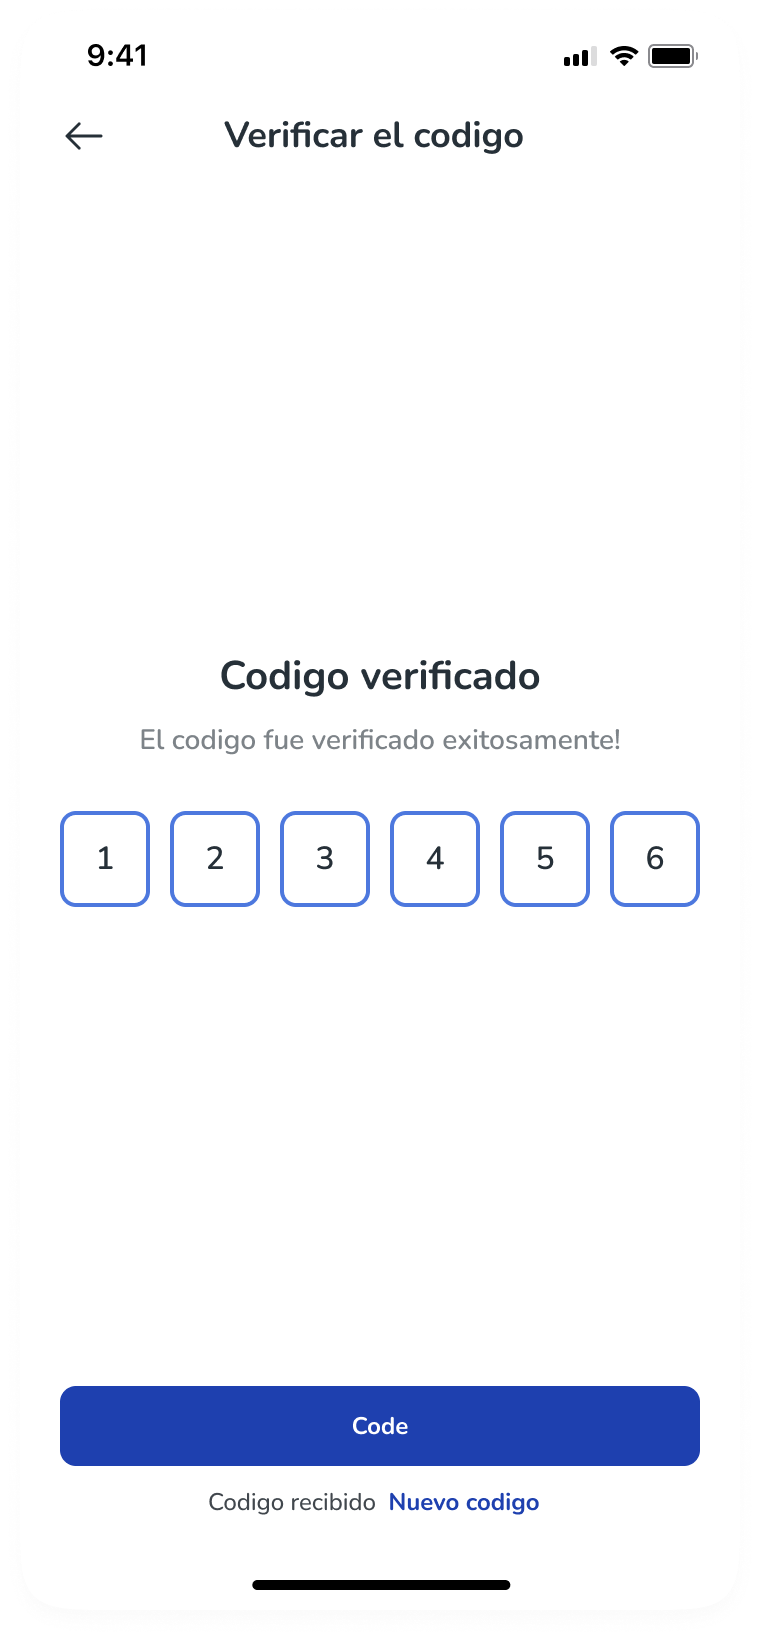 9:41
Verificar el codigo
Codigo verificado
El codigo fue verificado exitosamente!
1 2 3 4 5 6
Code
Codigo recibido Nuevo codigo